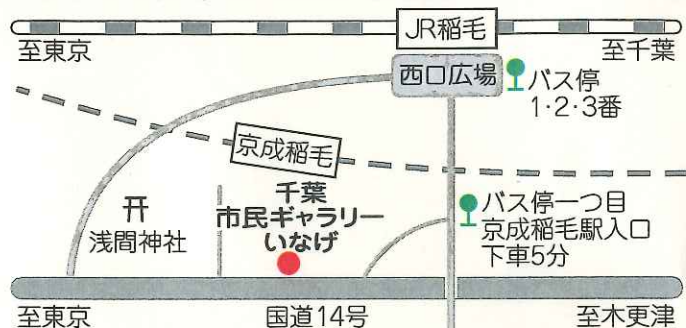 JR稲毛
至東京
至千葉
西口広場
バス停
1・2・3番
京成稲毛
千葉
市民ギャラリー
いなげ
浅間神社
バス停一つ目
京成稲毛駅入口
下車5分
至東京
国道14号
至木更津